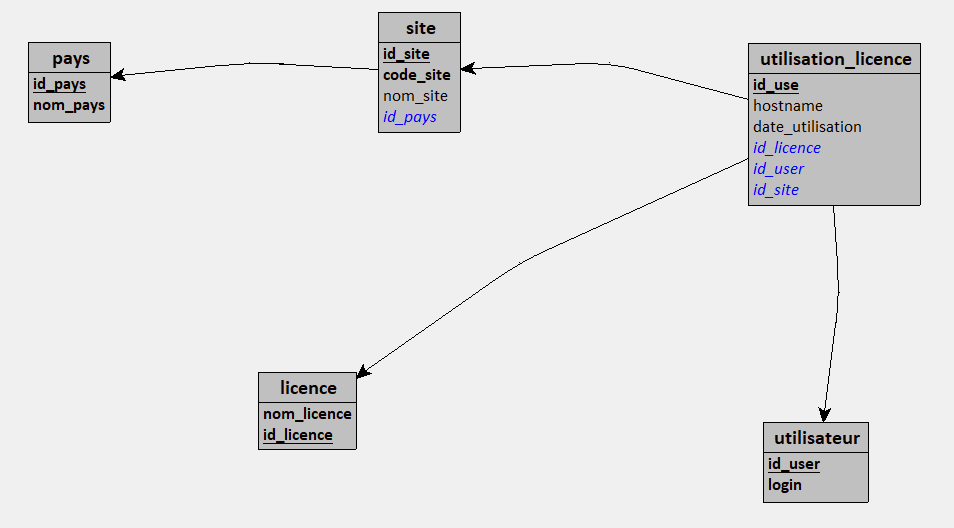 pays
id_pays
nom_pays
site
id_site
code_site
nom_site
id_pays
utilisation_licence
id_use
hostname
date_utilisation
id_licence
id_user
id_site
licence
nom_licence
id_licence
utilisateur
id_user
login